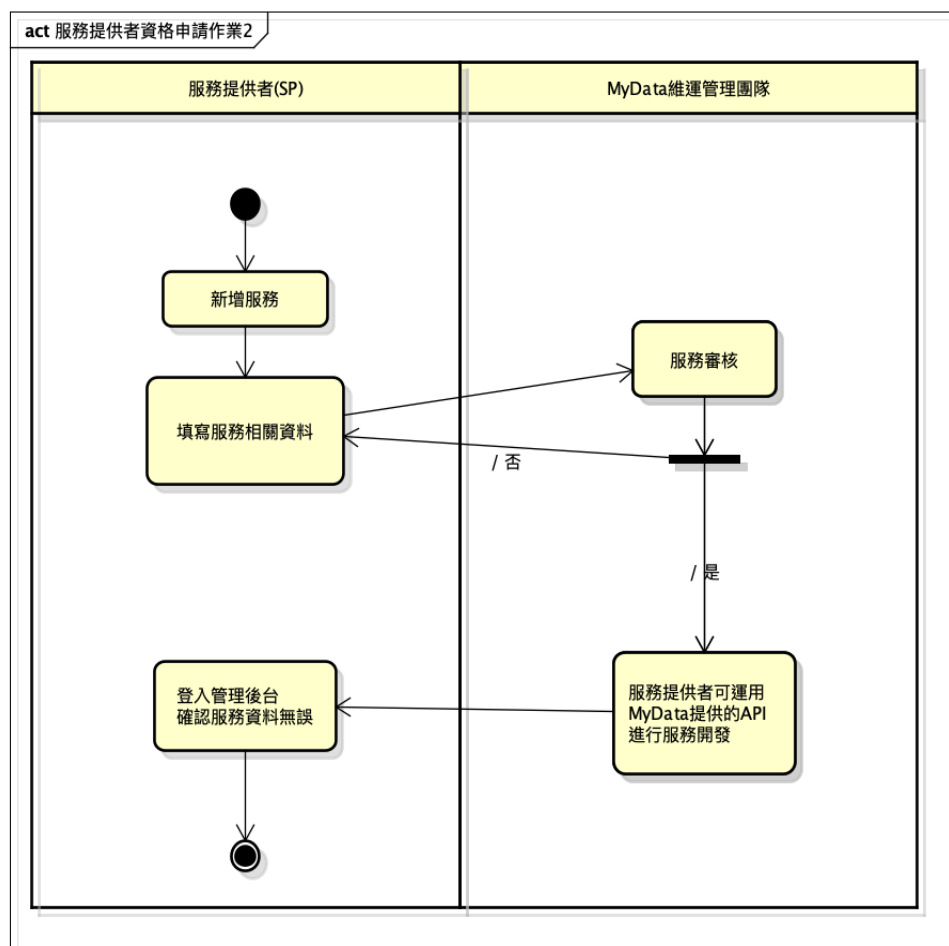 act 服務提供者資格申請作業2
服務提供者(SP)
MyData維運管理團隊
新增服務
服務審核
填寫服務相關資料
/ 否
/ 是
登入管理後台
確認服務資料無誤
服務提供者可運用
MyData提供的API
進行服務開發